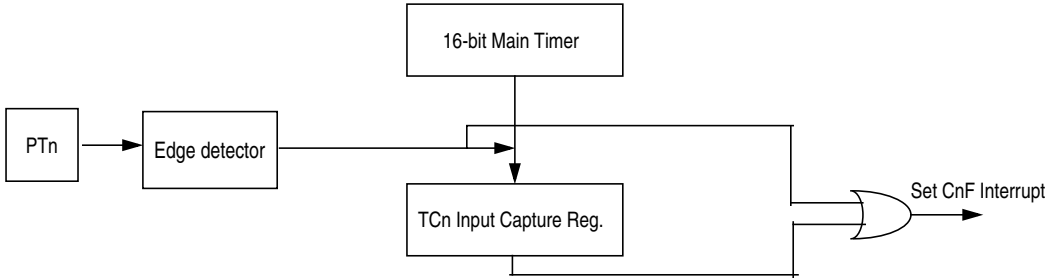 16-bit Main Timer
PTn
Edge detector
TCn Input Capture Reg.
Set CnF Interrupt